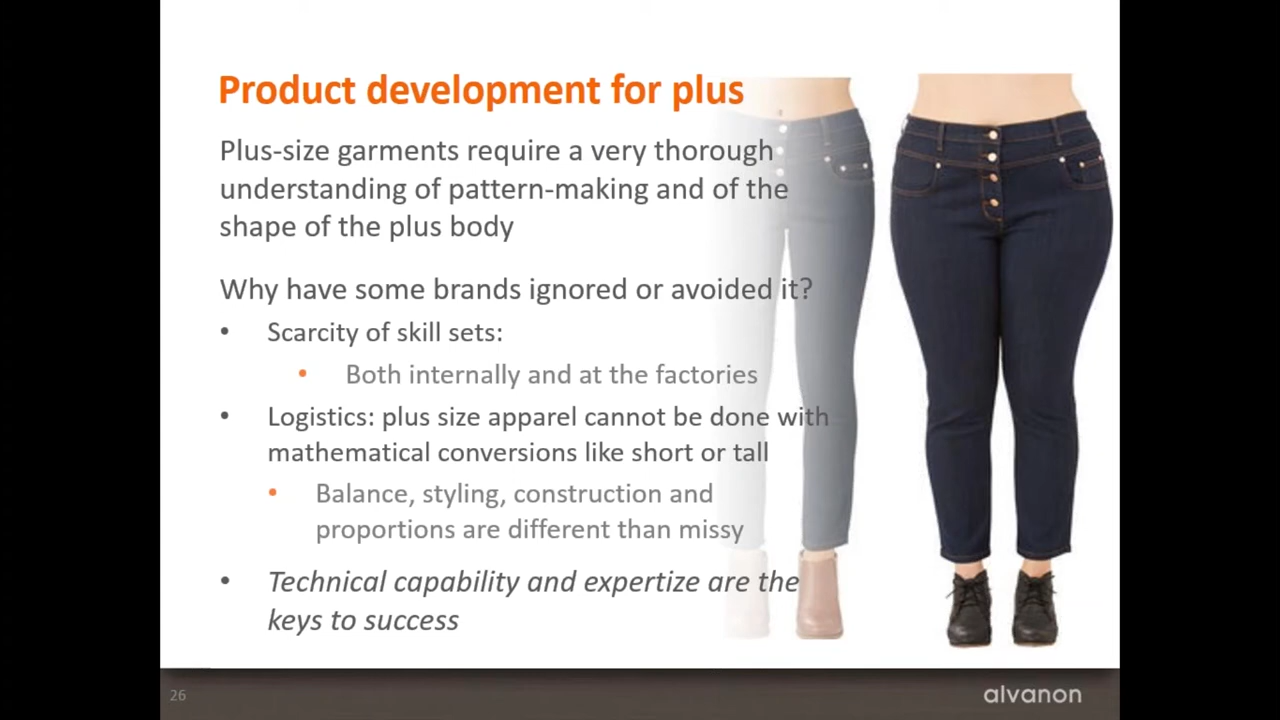 Product development for plus
Plus-size garments require a very thorough
understanding of pattern-making and of the
shape of the plus body
Why have some brands ignored or avoided it?
• Scarcity of skill sets:
• Both internally and at the factories
• Logistics: plus size apparel cannot be done with
mathematical conversions like short or tall
• Balance, styling, construction and
proportions are different than missy
• Technical capability and expertize are the
keys to success
26
alvanon